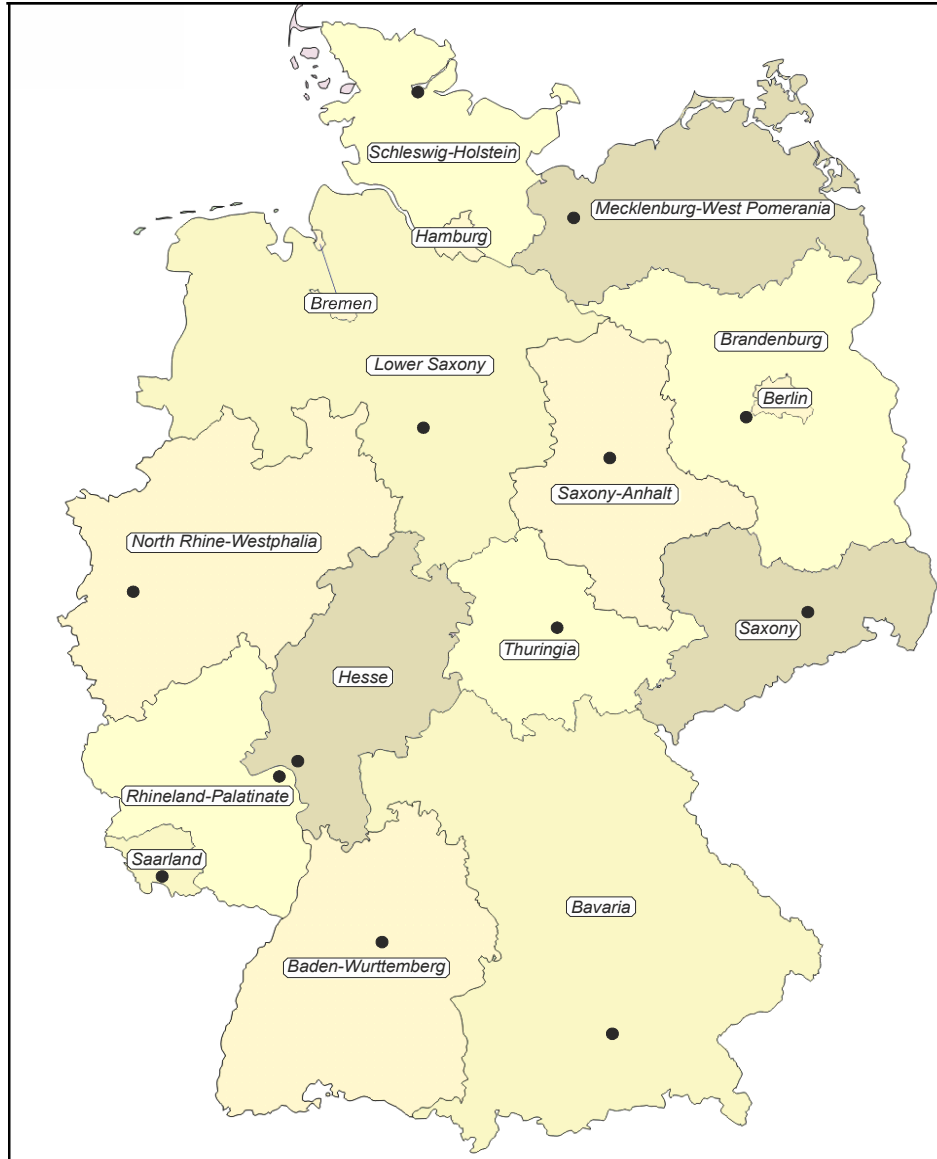 Schleswig-Holstein
Mecklenburg-West Pomerania
Hamburg
Bremen
Brandenburg
Lower Saxony
Berlin
Saxony-Anhalt
North Rhine-Westphalia
Saxony
Thuringia
Hesse
Rhineland-Palatinate
Saarland
Bavaria
Baden-Wurttemberg